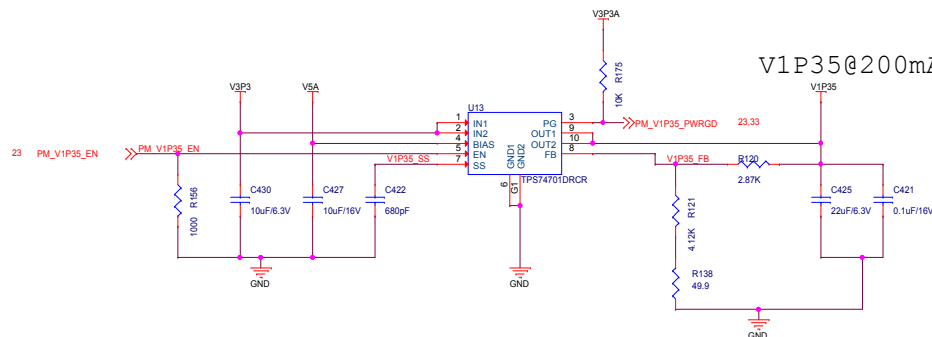 V3P3A
V1P35@200mA
R175
10K
V3P3
V5A
V1P35
U13
1
2
4
5
7
IN1
IN2
BIAS
EN
SS
GND1
GND2
PG
OUT1
OUT2
FB
3
9
10
8
6
G1
TPS74701DRCR
PM_V1P35_PWRGD
23,33
23
PM_V1P35_EN
PM_V1P35_EN
V1P35_SS
V1P35_FB
R120
2.87K
R156
1000
C430
10uF/6.3V
C427
10uF/16V
C422
680pF
R121
4.12K
C425
22uF/6.3V
C421
0.1uF/16V
R138
49.9
GND
GND
GND